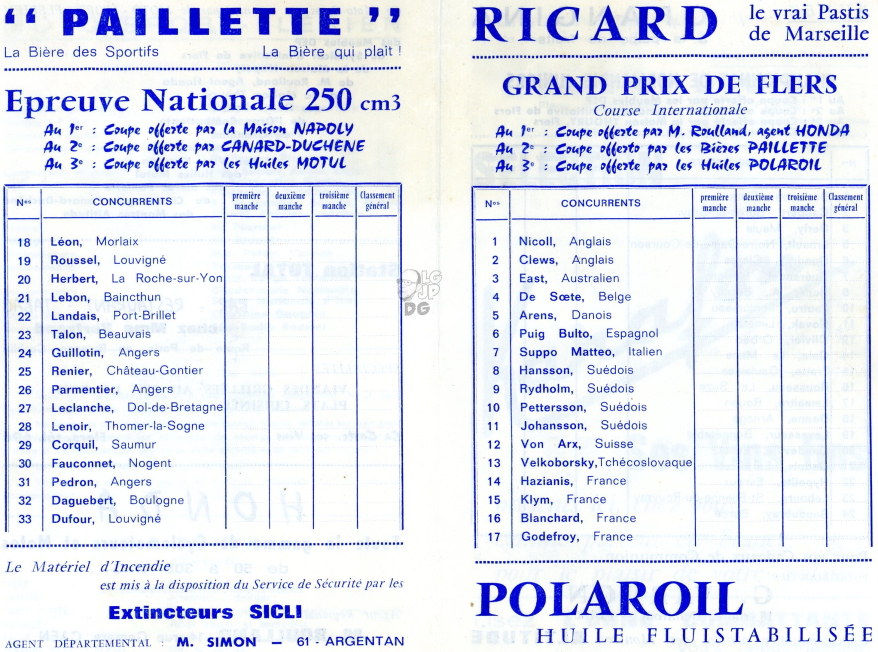 “ PAILLETTE ”
La Bière des Sportifs La Bière qui plaît !
Epreuve Nationale 250 cm3
Au 1er : Coupe offerte par la Maison NAPOLY
Au 2e : Coupe offerte par CANARD-DUCHENE
Au 3e : Coupe offerte par les Huiles MOTUL
Nos CONCURRENTS première manche deuxième manche troisième manche Classement général
18 Léon, Morlaix
19 Roussel, Louvigné
20 Herbert, La Roche-sur-Yon
21 Lebon, Baincthun
22 Landais, Port-Brillet
23 Talon, Beauvais
24 Guillotin, Angers
25 Renier, Château-Gontier
26 Parmentier, Angers
27 Leclanche, Dol-de-Bretagne
28 Lenoir, Thomer-la-Sogne
29 Corquil, Saumur
30 Fauconnet, Nogent
31 Pedron, Angers
32 Daguebert, Boulogne
33 Dufour, Louvigné
Le Matériel d'Incendie
est mis à la disposition du Service de Sécurité par les
Extincteurs SICLI
AGENT DÉPARTEMENTAL : M. SIMON — 61 - ARGENTAN
RICARD le vrai Pastis
de Marseille
GRAND PRIX DE FLERS
Course Internationale
Au 1er : Coupe offerte par M. Roulland, agent HONDA
Au 2e : Coupe offerte par les Bières PAILLETTE
Au 3e : Coupe offerte par les Huiles POLAROIL
Nos CONCURRENTS première manche deuxième manche troisième manche Classement général
1 Nicoll, Anglais
2 Clews, Anglais
3 East, Australien
4 De Sœte, Belge
5 Arens, Danois
6 Puig Bulto, Espagnol
7 Suppo Matteo, Italien
8 Hansson, Suédois
9 Rydholm, Suédois
10 Pettersson, Suédois
11 Johansson, Suédois
12 Von Arx, Suisse
13 Velkoborsky, Tchécoslovaque
14 Hazianis, France
15 Klym, France
16 Blanchard, France
17 Godefroy, France
POLAROIL
HUILE FLUISTABILISÉE
LG
JP
DG